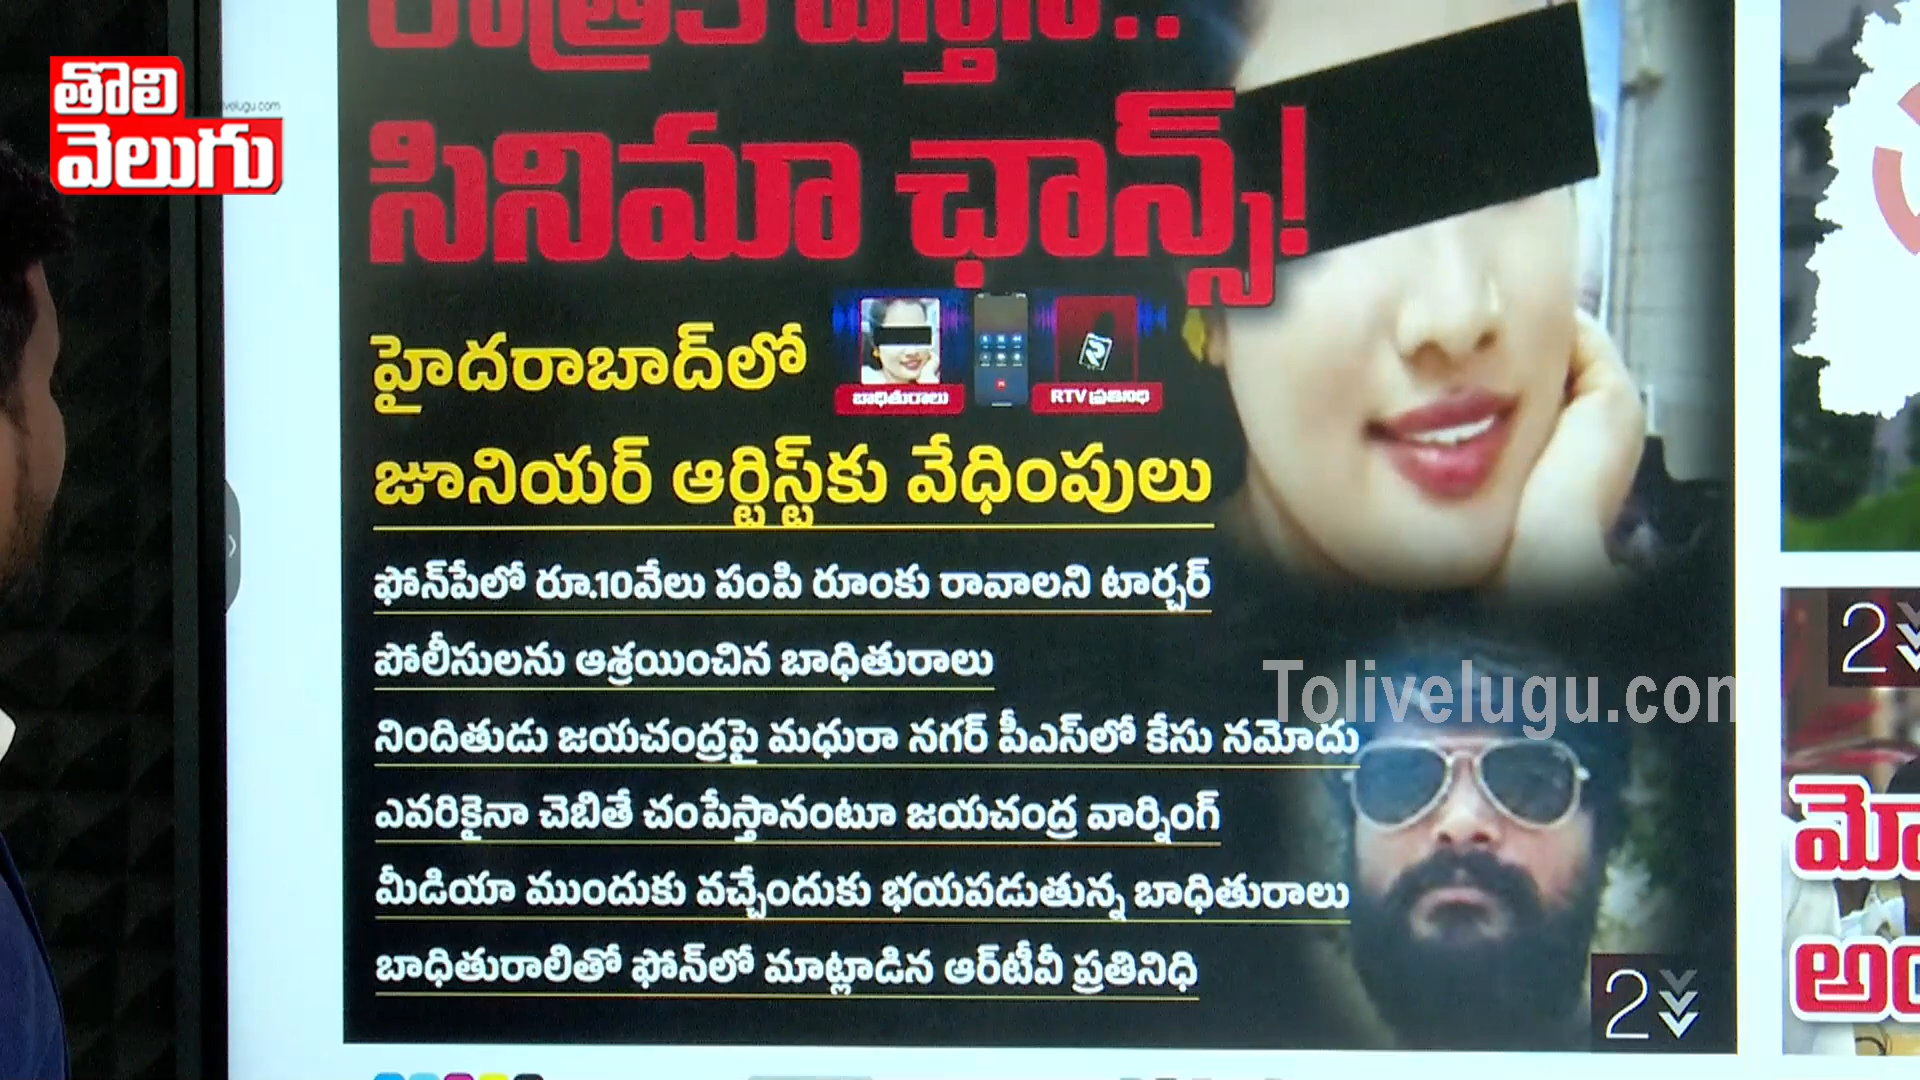 తొలి
వెలుగు
సినిమా ఛాన్స్!
హైదరాబాద్‌లో
బాధితురాలు
RTV ప్రతినిధి
జూనియర్ ఆర్టిస్ట్‌కు వేధింపులు
ఫోన్‌పేలో రూ.10వేలు పంపి రూంకు రావాలని టార్చర్
పోలీసులను ఆశ్రయించిన బాధితురాలు
Tolivelugu.com
నిందితుడు జయచంద్రపై మధురా నగర్ పీఎస్‌లో కేసు నమోదు
ఎవరికైనా చెబితే చంపేస్తానంటూ జయచంద్ర వార్నింగ్
మీడియా ముందుకు వచ్చేందుకు భయపడుతున్న బాధితురాలు
బాధితురాలితో ఫోన్‌లో మాట్లాడిన ఆర్‌టీవీ ప్రతినిధి
2
2